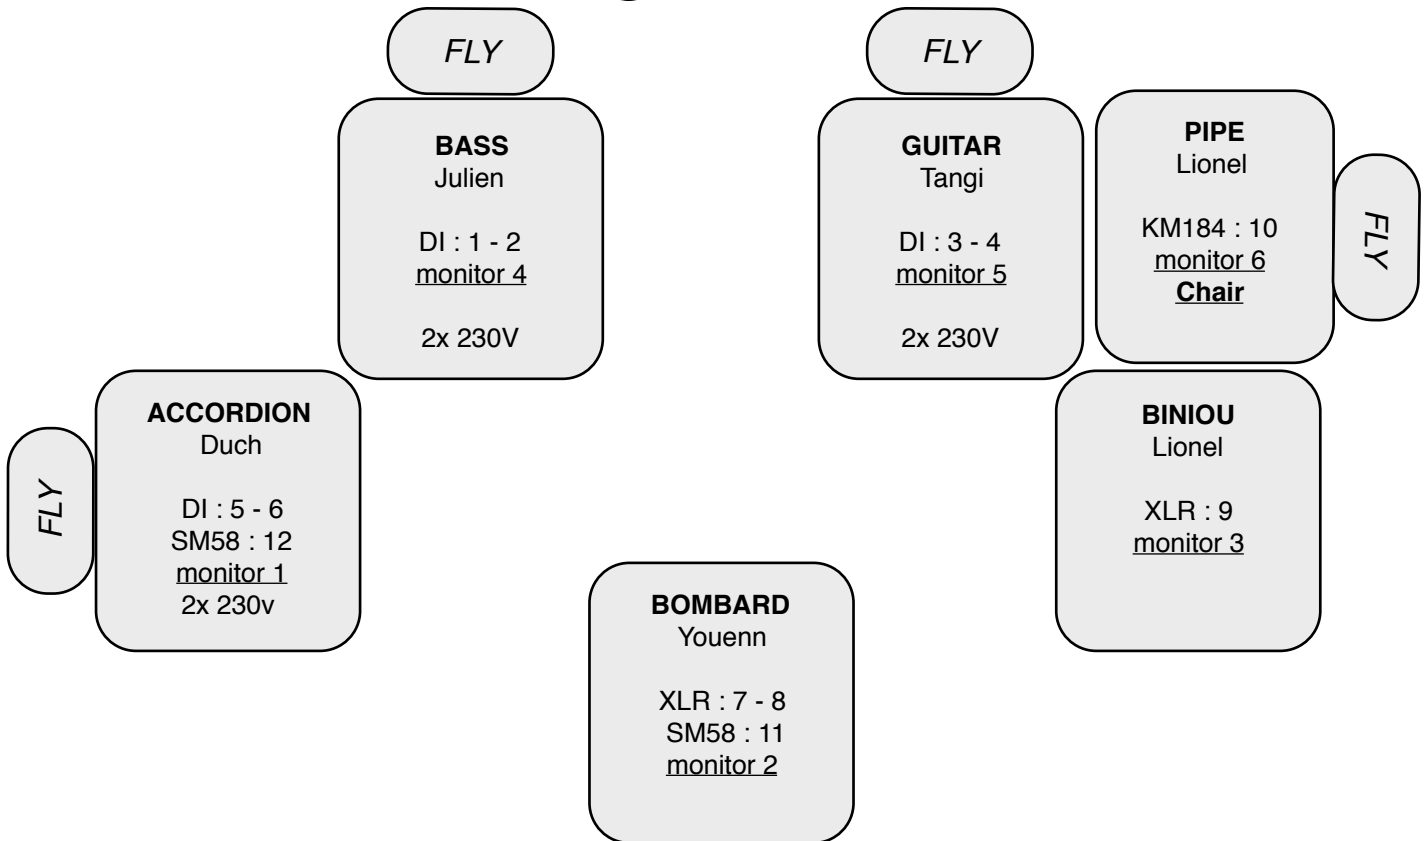 FLY
BASS
Julien
DI : 1 - 2
monitor 4
2x 230V
FLY
GUITAR
Tangi
DI : 3 - 4
monitor 5
2x 230V
PIPE
Lionel
KM184 : 10
monitor 6
Chair
FLY
FLY
ACCORDION
Duch
DI : 5 - 6
SM58 : 12
monitor 1
2x 230v
BOMBARD
Youenn
XLR : 7 - 8
SM58 : 11
monitor 2
BINIOU
Lionel
XLR : 9
monitor 3